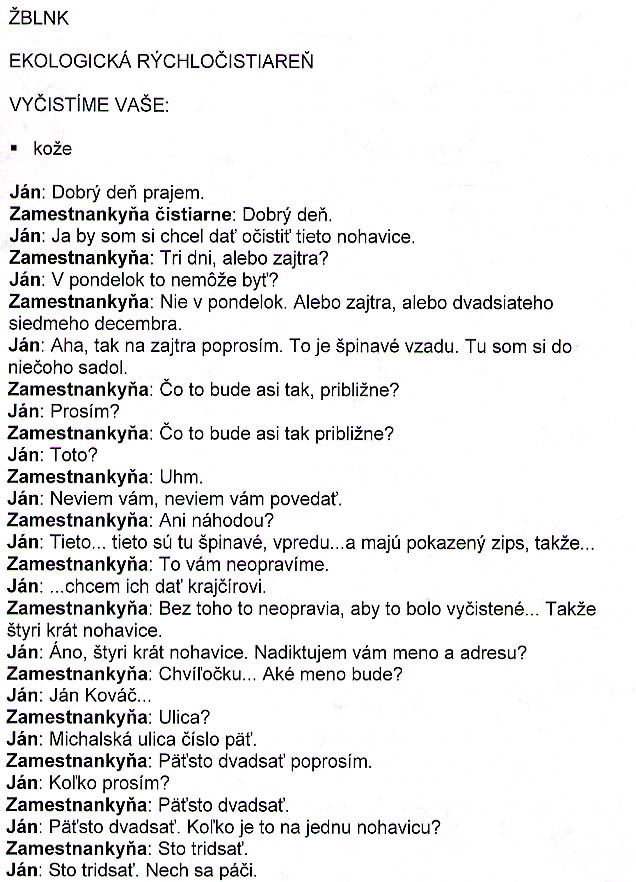 ŽBLNK
EKOLOGICKÁ RÝCHLOČISTIAREŇ
VYČISTÍME VAŠE:
▪ kože
Ján: Dobrý deň prajem.
Zamestnankyňa čistiarne: Dobrý deň.
Ján: Ja by som si chcel dať očistiť tieto nohavice.
Zamestnankyňa: Tri dni, alebo zajtra?
Ján: V pondelok to nemôže byť?
Zamestnankyňa: Nie v pondelok. Alebo zajtra, alebo dvadsiateho
siedmeho decembra.
Ján: Aha, tak na zajtra poprosím. To je špinavé vzadu. Tu som si do
niečoho sadol.
Zamestnankyňa: Čo to bude asi tak, približne?
Ján: Prosím?
Zamestnankyňa: Čo to bude asi tak približne?
Ján: Toto?
Zamestnankyňa: Uhm.
Ján: Neviem vám, neviem vám povedať.
Zamestnankyňa: Ani náhodou?
Ján: Tieto... tieto sú tu špinavé, vpredu...a majú pokazený zips, takže...
Zamestnankyňa: To vám neopravíme.
Ján: ...chcem ich dať krajčírovi.
Zamestnankyňa: Bez toho to neopravia, aby to bolo vyčistené... Takže
štyri krát nohavice.
Ján: Áno, štyri krát nohavice. Nadiktujem vám meno a adresu?
Zamestnankyňa: Chvíľočku... Aké meno bude?
Ján: Ján Kováč...
Zamestnankyňa: Ulica?
Ján: Michalská ulica číslo päť.
Zamestnankyňa: Päťsto dvadsať poprosím.
Ján: Koľko prosím?
Zamestnankyňa: Päťsto dvadsať.
Ján: Päťsto dvadsať. Koľko je to na jednu nohavicu?
Zamestnankyňa: Sto tridsať.
Ján: Sto tridsať. Nech sa páči.